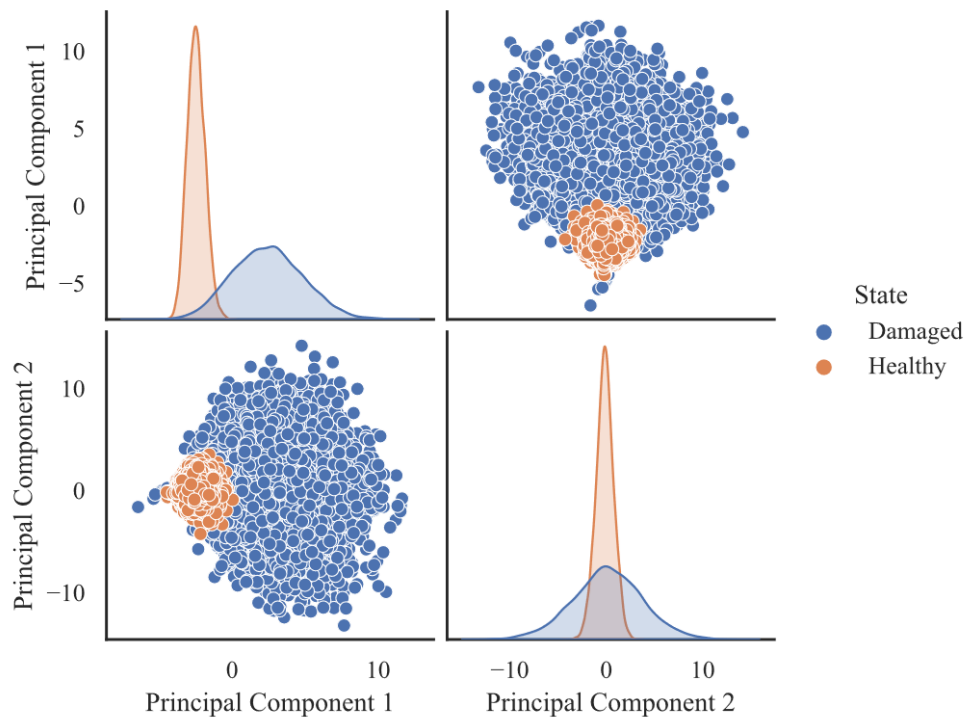 Principal Component 1
10
5
0
−5
State
Damaged
Healthy
Principal Component 2
10
0
−10
0
10
−10
0
10
Principal Component 1
Principal Component 2